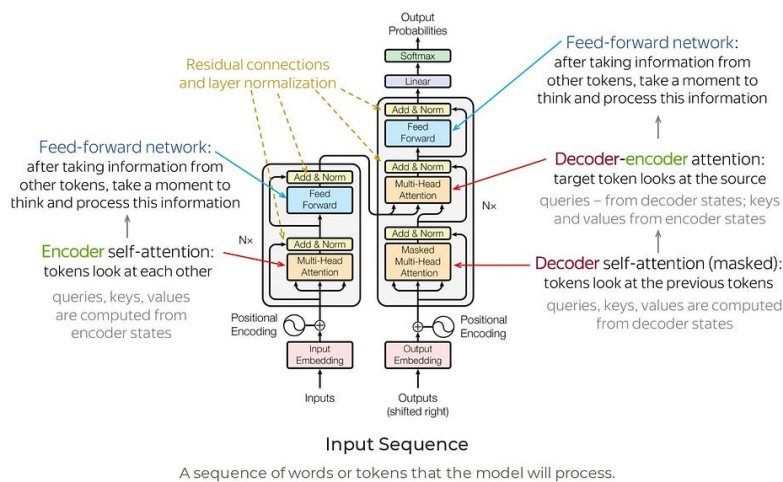 Output
Probabilities
Softmax
Linear
Add & Norm
Feed
Forward
Add & Norm
Multi-Head
Attention
Add & Norm
Masked
Multi-Head
Attention
Nx
Positional
Encoding
Output
Embedding
Outputs
(shifted right)
Residual connections
and layer normalization
Feed-forward network:
after taking information from
other tokens, take a moment to
think and process this information
Encoder self-attention:
tokens look at each other
queries, keys, values
are computed from
encoder states
Add & Norm
Feed
Forward
Nx
Add & Norm
Multi-Head
Attention
Positional
Encoding
Input
Embedding
Inputs
Feed-forward network:
after taking information from
other tokens, take a moment to
think and process this information
Decoder-encoder attention:
target token looks at the source
queries – from decoder states; keys
and values from encoder states
Decoder self-attention (masked):
tokens look at the previous tokens
queries, keys, values are computed
from decoder states
Input Sequence
A sequence of words or tokens that the model will process.